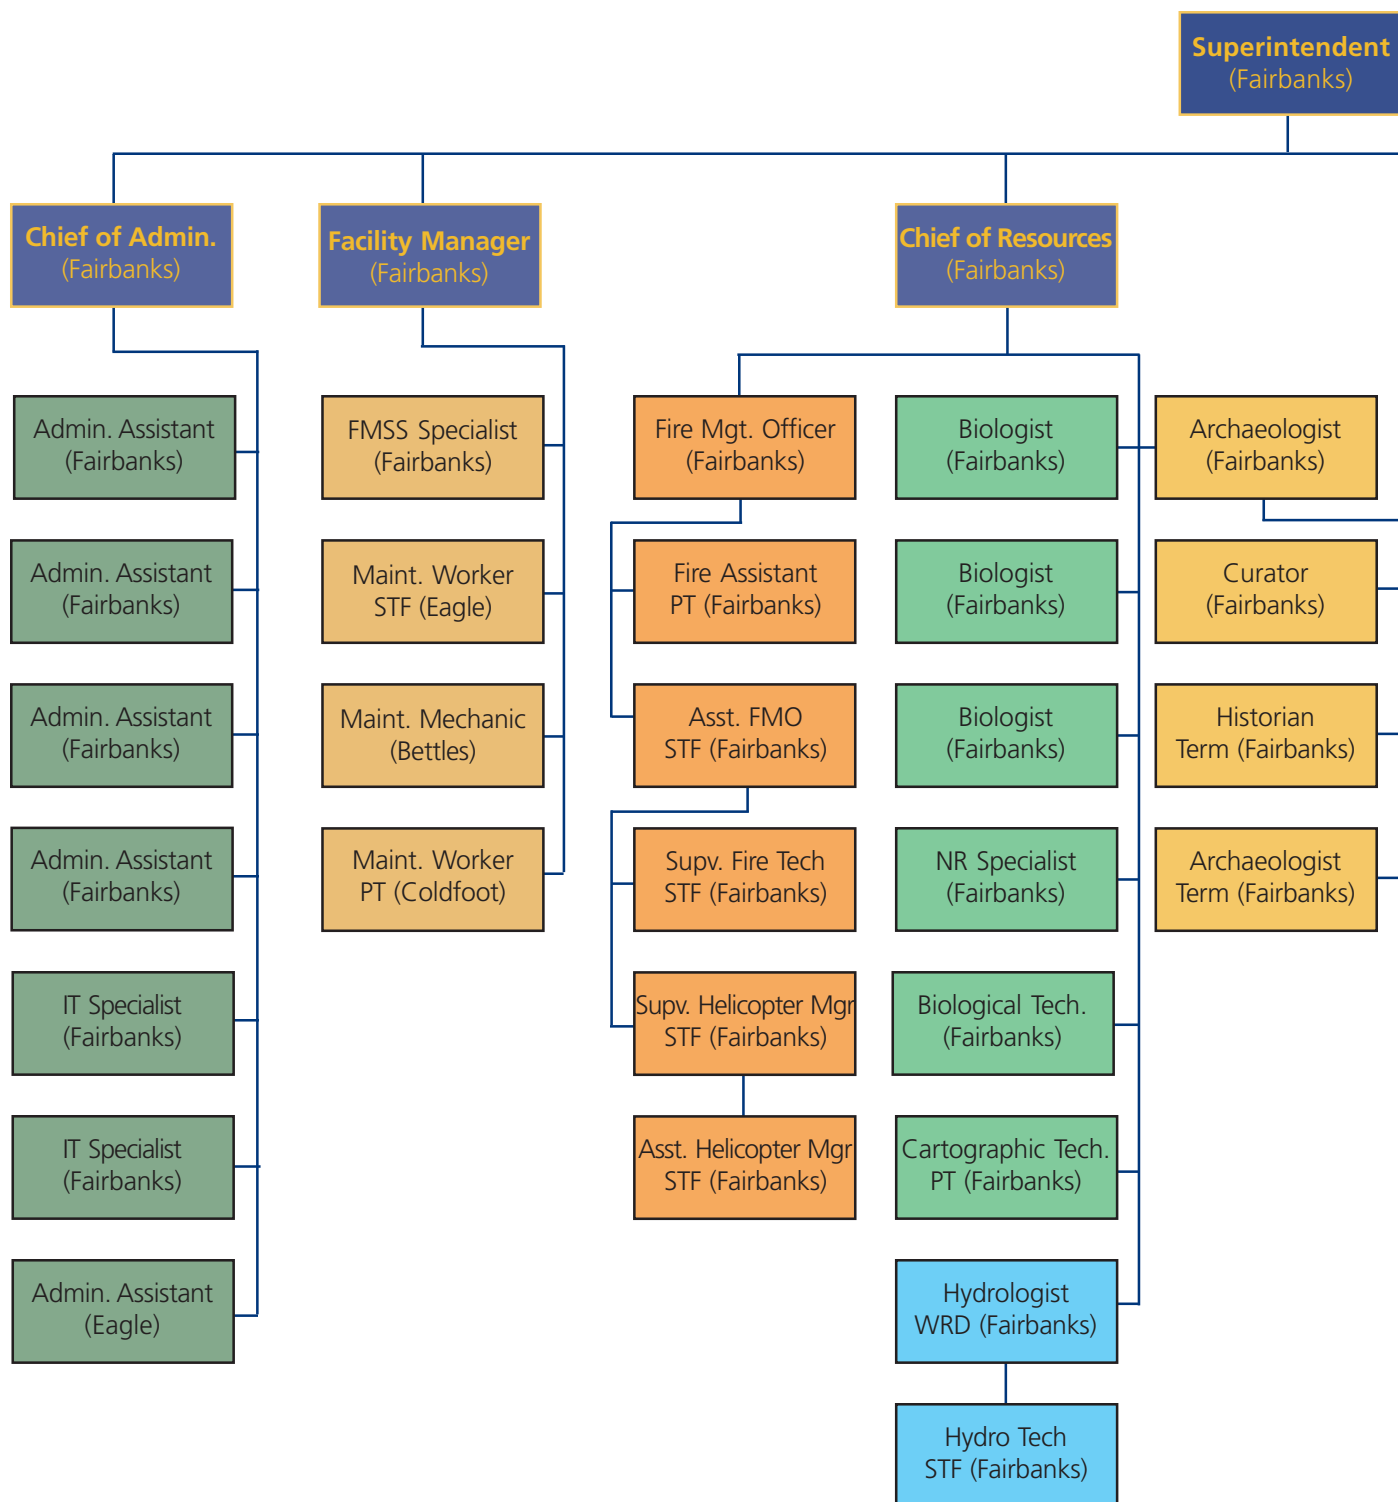 Superintendent
(Fairbanks)
Chief of Admin.
(Fairbanks)
Facility Manager
(Fairbanks)
Chief of Resources
(Fairbanks)
Admin. Assistant
(Fairbanks)
Admin. Assistant
(Fairbanks)
Admin. Assistant
(Fairbanks)
Admin. Assistant
(Fairbanks)
IT Specialist
(Fairbanks)
IT Specialist
(Fairbanks)
Admin. Assistant
(Eagle)
FMSS Specialist
(Fairbanks)
Maint. Worker
STF (Eagle)
Maint. Mechanic
(Bettles)
Maint. Worker
PT (Coldfoot)
Fire Mgt. Officer
(Fairbanks)
Fire Assistant
PT (Fairbanks)
Asst. FMO
STF (Fairbanks)
Supv. Fire Tech
STF (Fairbanks)
Supv. Helicopter Mgr
STF (Fairbanks)
Asst. Helicopter Mgr
STF (Fairbanks)
Biologist
(Fairbanks)
Biologist
(Fairbanks)
Biologist
(Fairbanks)
NR Specialist
(Fairbanks)
Biological Tech.
(Fairbanks)
Cartographic Tech.
PT (Fairbanks)
Hydrologist
WRD (Fairbanks)
Hydro Tech
STF (Fairbanks)
Archaeologist
(Fairbanks)
Curator
(Fairbanks)
Historian
Term (Fairbanks)
Archaeologist
Term (Fairbanks)